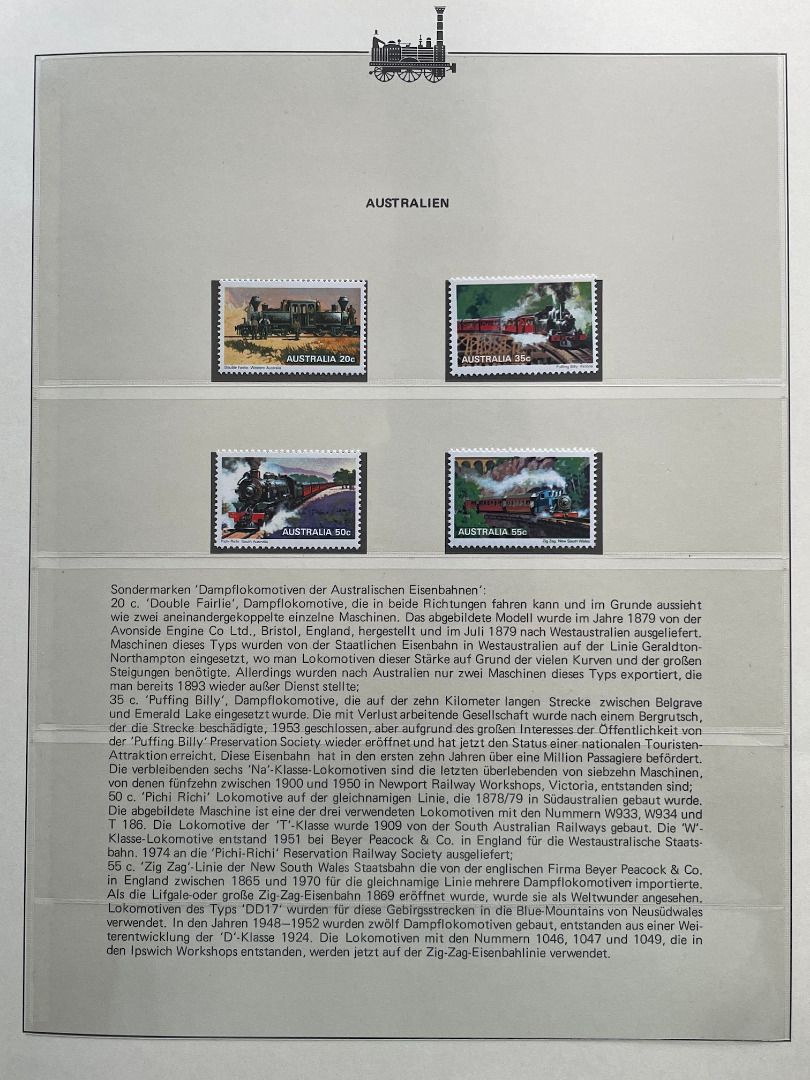 AUSTRALIEN
AUSTRALIA 20c
Double Fairlie, Western Australia
AUSTRALIA 35c
Puffing Billy, Victoria
AUSTRALIA 50c
Pichi Richi, South Australia
AUSTRALIA 55c
Zig Zag, New South Wales
Sondermarken 'Dampflokomotiven der Australischen Eisenbahnen':
20 c. 'Double Fairlie', Dampflokomotive, die in beide Richtungen fahren kann und im Grunde aussieht
wie zwei aneinandergekoppelte einzelne Maschinen. Das abgebildete Modell wurde im Jahre 1879 von der
Avonside Engine Co Ltd., Bristol, England, hergestellt und im Juli 1879 nach Westaustralien ausgeliefert.
Maschinen dieses Typs wurden von der Staatlichen Eisenbahn in Westaustralien auf der Linie Geraldton-
Northampton eingesetzt, wo man Lokomotiven dieser Stärke auf Grund der vielen Kurven und der großen
Steigungen benötigte. Allerdings wurden nach Australien nur zwei Maschinen dieses Typs exportiert, die
man bereits 1893 wieder außer Dienst stellte;
35 c. 'Puffing Billy', Dampflokomotive, die auf der zehn Kilometer langen Strecke zwischen Belgrave
und Emerald Lake eingesetzt wurde. Die mit Verlust arbeitende Gesellschaft wurde nach einem Bergrutsch,
der die Strecke beschädigte, 1953 geschlossen, aber aufgrund des großen Interesses der Öffentlichkeit von
der 'Puffing Billy' Preservation Society wieder eröffnet und hat jetzt den Status einer nationalen Touristen-
Attraktion erreicht. Diese Eisenbahn hat in den ersten zehn Jahren über eine Million Passagiere befördert.
Die verbleibenden sechs 'Na'-Klasse-Lokomotiven sind die letzten überlebenden von siebzehn Maschinen,
von denen fünfzehn zwischen 1900 und 1950 in Newport Railway Workshops, Victoria, entstanden sind;
50 c. 'Pichi Richi' Lokomotive auf der gleichnamigen Linie, die 1878/79 in Südaustralien gebaut wurde.
Die abgebildete Maschine ist eine der drei verwendeten Lokomotiven mit den Nummern W933, W934 und
T 186. Die Lokomotive der 'T'-Klasse wurde 1909 von der South Australian Railways gebaut. Die 'W'-
Klasse-Lokomotive entstand 1951 bei Beyer Peacock & Co. in England für die Westaustralische Staats-
bahn. 1974 an die 'Pichi-Richi' Reservation Railway Society ausgeliefert;
55 c. 'Zig Zag'-Linie der New South Wales Staatsbahn die von der englischen Firma Beyer Peacock & Co.
in England zwischen 1865 und 1970 für die gleichnamige Linie mehrere Dampflokomotiven importierte.
Als die Lifgale-oder große Zig-Zag-Eisenbahn 1869 eröffnet wurde, wurde sie als Weltwunder angesehen.
Lokomotiven des Typs 'DD17' wurden für diese Gebirgsstrecken in die Blue-Mountains von Neusüdwales
verwendet. In den Jahren 1948—1952 wurden zwölf Dampflokomotiven gebaut, entstanden aus einer Wei-
terentwicklung der 'D'-Klasse 1924. Die Lokomotiven mit den Nummern 1046, 1047 und 1049, die in
den Ipswich Workshops entstanden, werden jetzt auf der Zig-Zag-Eisenbahlinie verwendet.